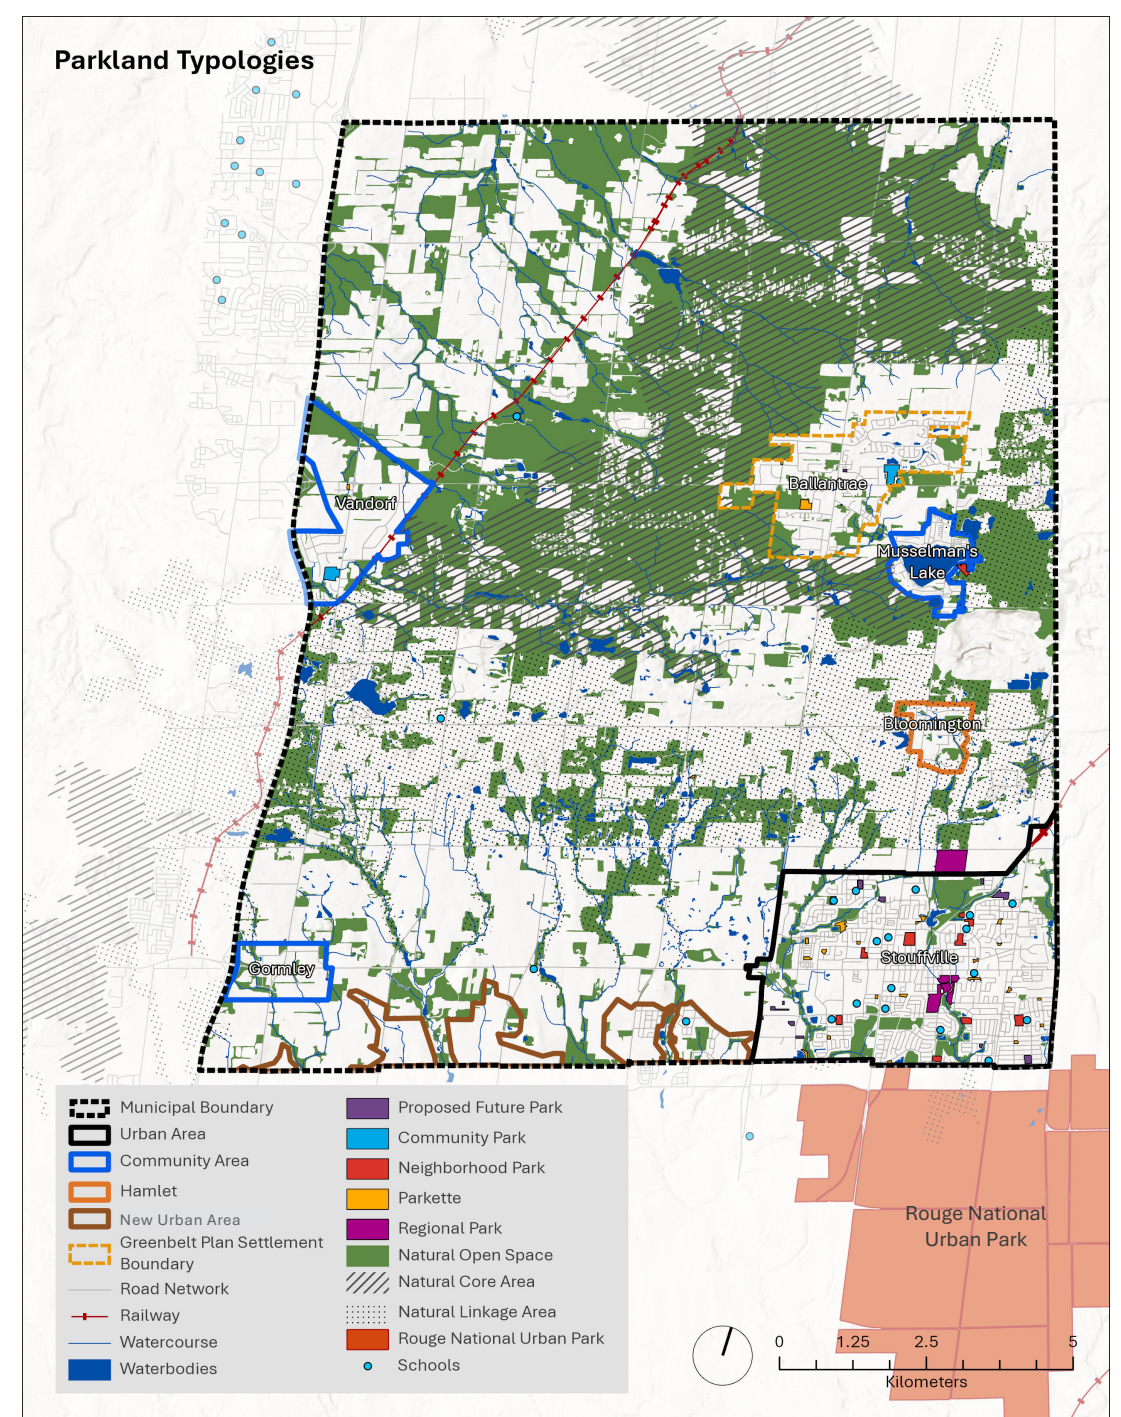 Parkland Typologies
Vandorf
Ballantrae
Musselman's
Lake
Bloomington
Gormley
Stouffville
Municipal Boundary
Urban Area
Community Area
Hamlet
New Urban Area
Greenbelt Plan Settlement
Boundary
Road Network
Railway
Watercourse
Waterbodies
Proposed Future Park
Community Park
Neighborhood Park
Parkette
Regional Park
Natural Open Space
Natural Core Area
Natural Linkage Area
Rouge National Urban Park
Schools
Rouge National
Urban Park
0 1.25 2.5 5
Kilometers